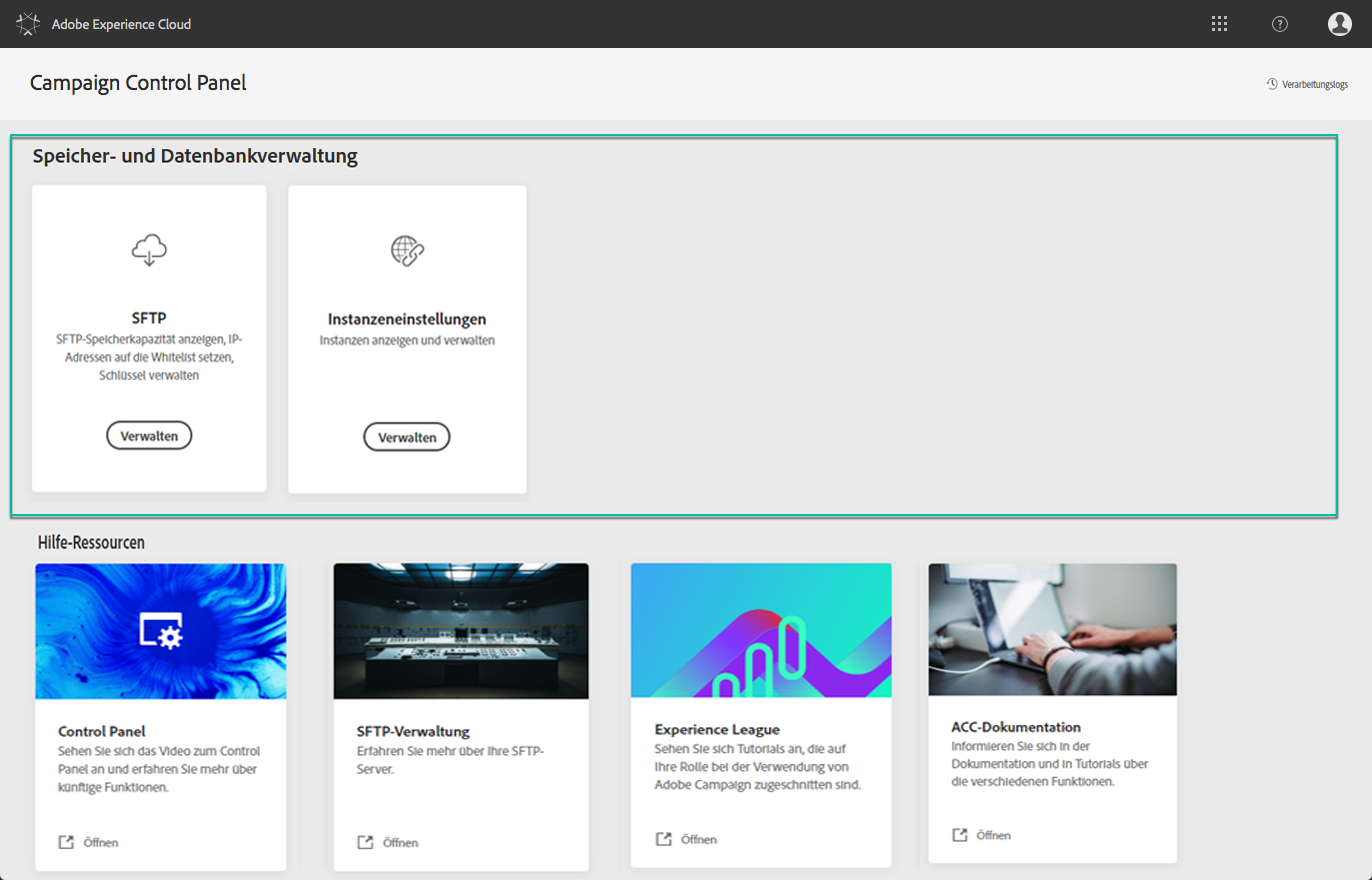 Adobe Experience Cloud
?
Campaign Control Panel
Verarbeitungslogs
Speicher- und Datenbankverwaltung
SFTP
SFTP-Speicherkapazität anzeigen, IP-
Adressen auf die Whitelist setzen,
Schlüssel verwalten
Verwalten
Instanzeneinstellungen
Instanzen anzeigen und verwalten
Verwalten
Hilfe-Ressourcen
Control Panel
Sehen Sie sich das Video zum Control
Panel an und erfahren Sie mehr über
künftige Funktionen.
Öffnen
SFTP-Verwaltung
Erfahren Sie mehr über Ihre SFTP-
Server.
Öffnen
Experience League
Sehen Sie sich Tutorials an, die auf
Ihre Rolle bei der Verwendung von
Adobe Campaign zugeschnitten sind.
Öffnen
ACC-Dokumentation
Informieren Sie sich in der
Dokumentation und in Tutorials über
die verschiedenen Funktionen.
Öffnen